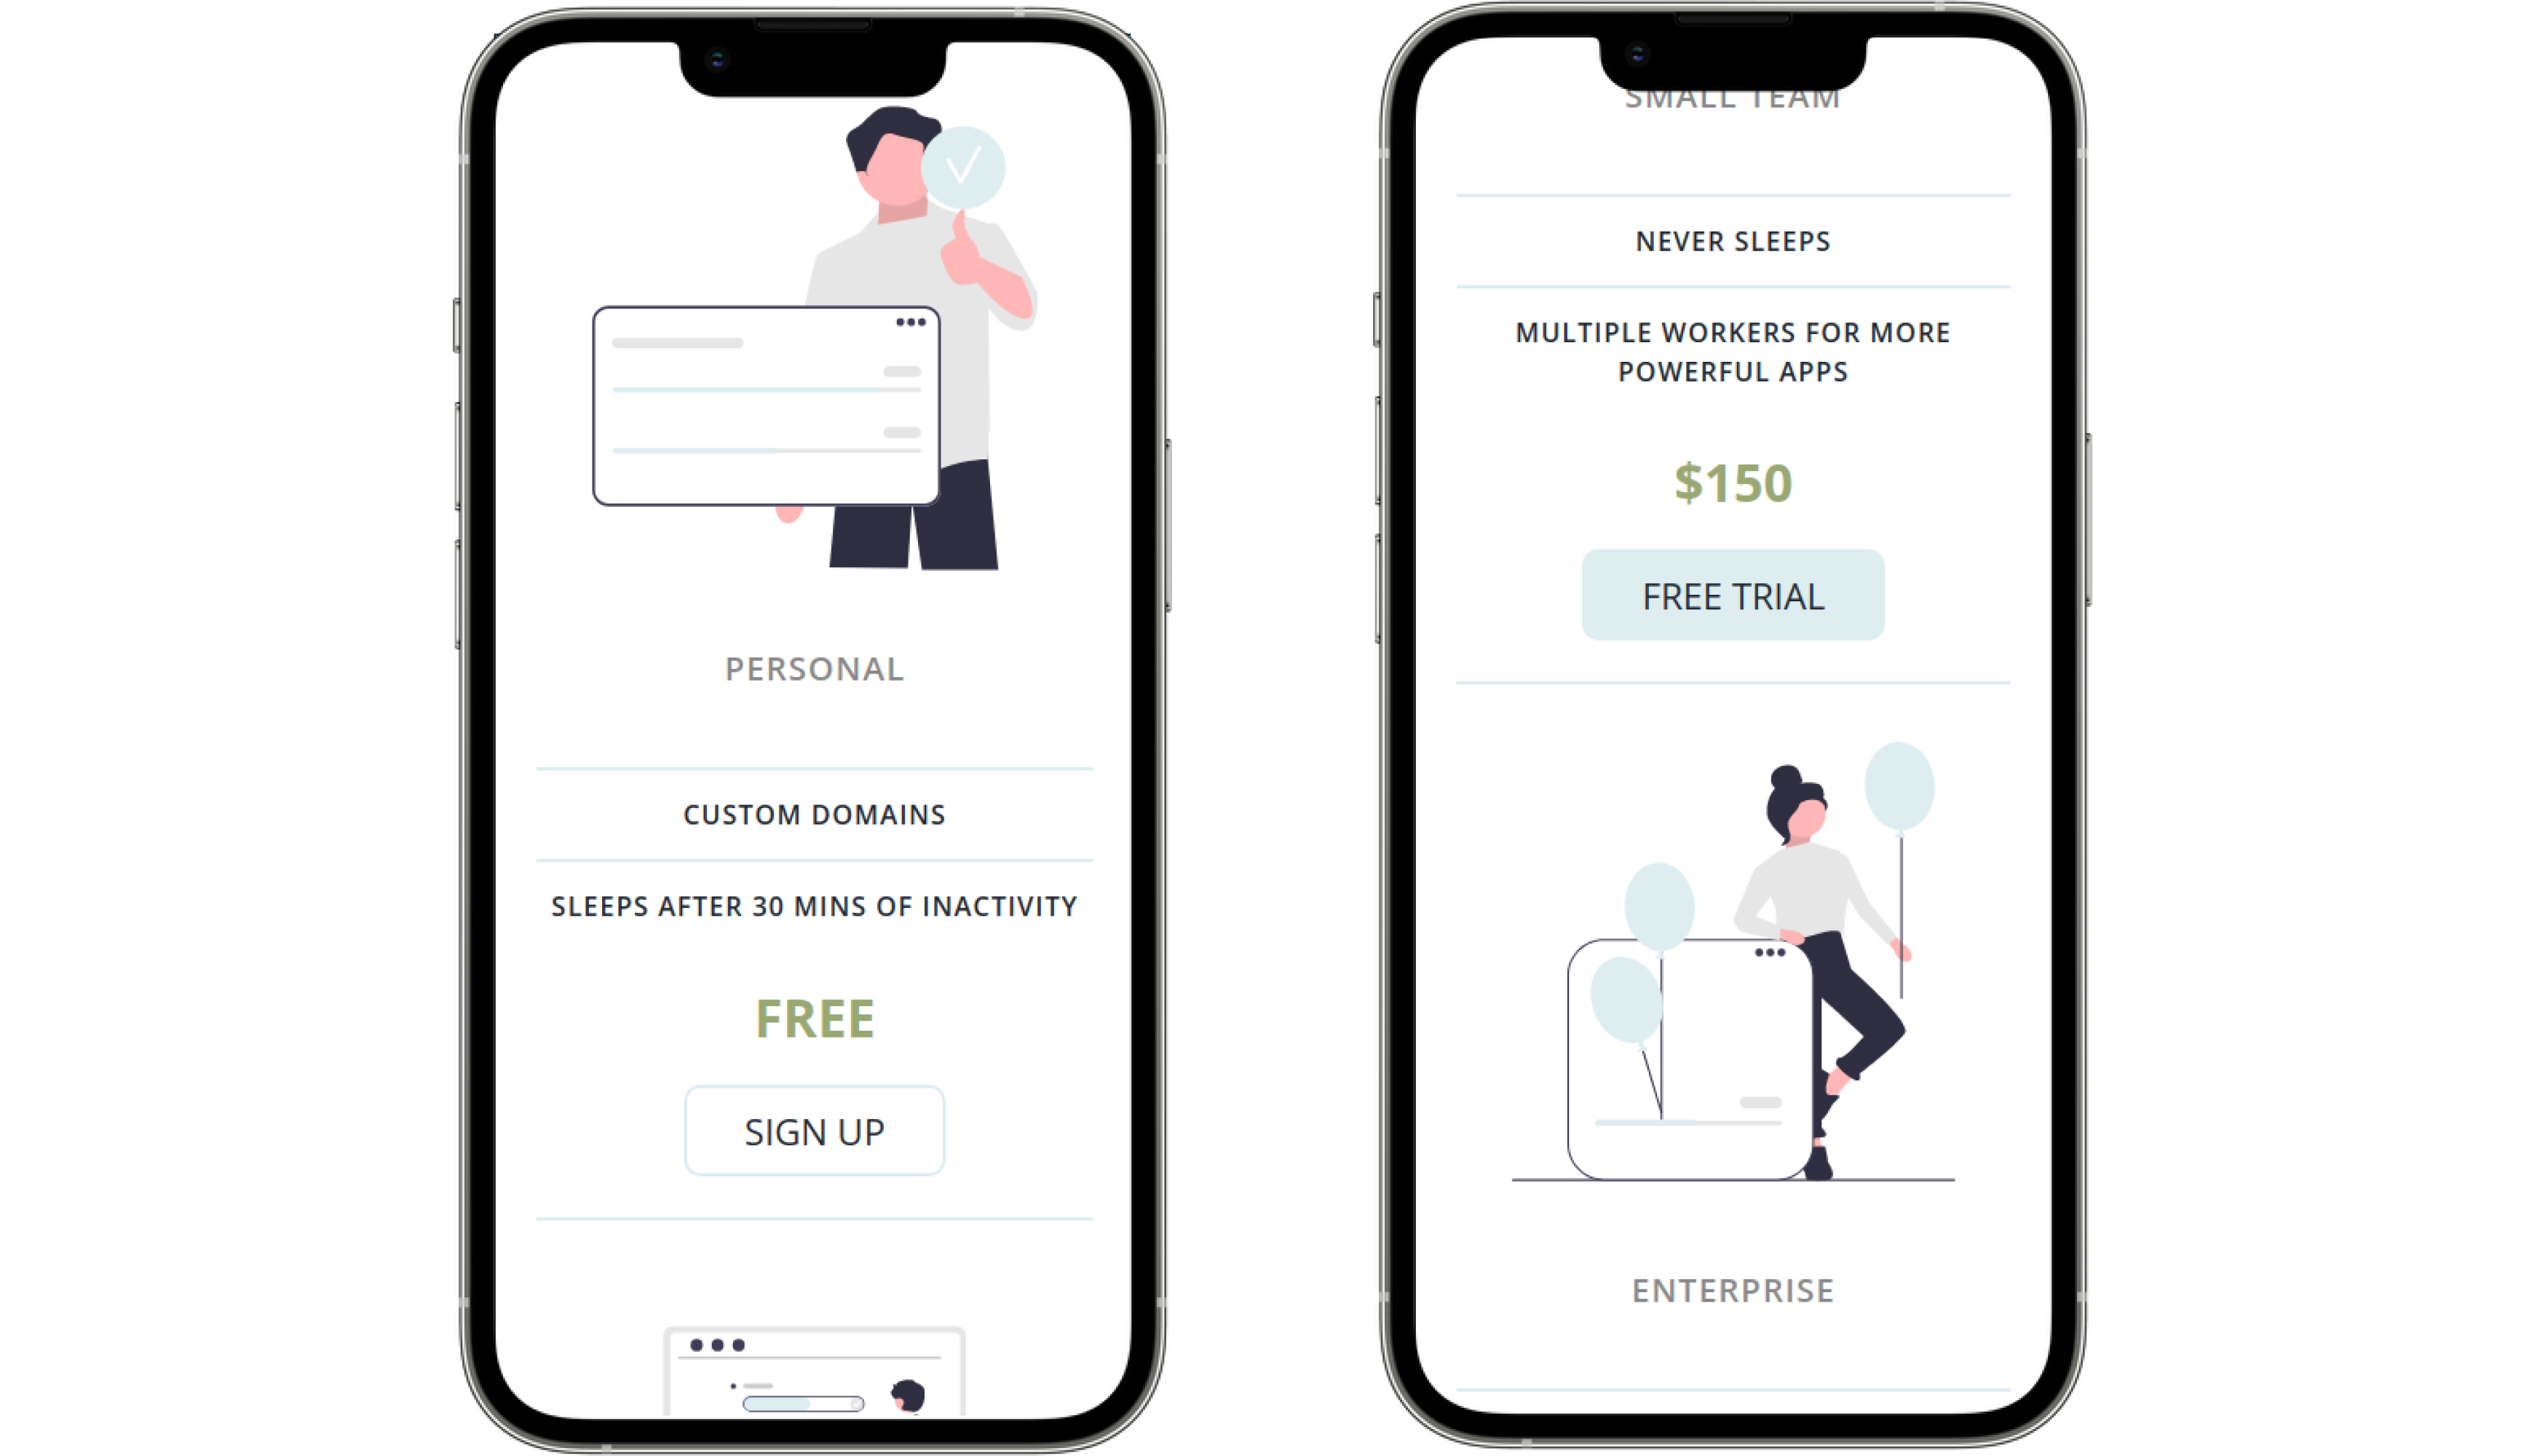 PERSONAL
CUSTOM DOMAINS
SLEEPS AFTER 30 MINS OF INACTIVITY
FREE
SIGN UP
SMALL TEAM
NEVER SLEEPS
MULTIPLE WORKERS FOR MORE
POWERFUL APPS
$150
FREE TRIAL
ENTERPRISE